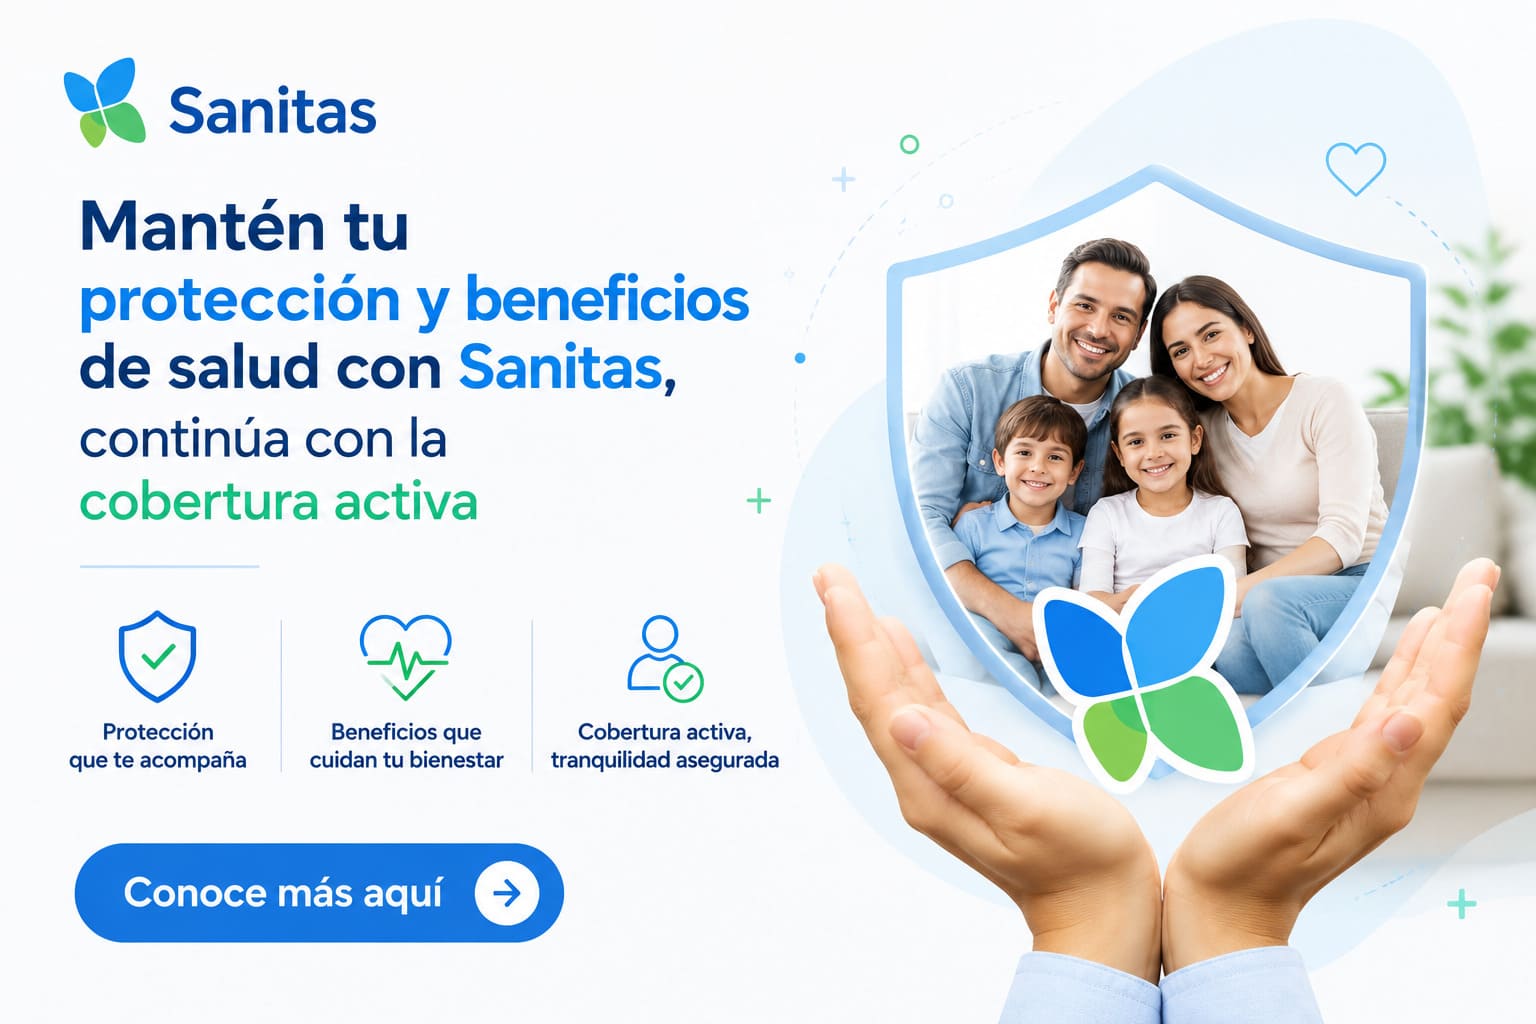 Sanitas
Mantén tu
protección y beneficios
de salud con Sanitas,
continúa con la
cobertura activa
Protección
que te acompaña
Beneficios que
cuidan tu bienestar
Cobertura activa,
tranquilidad asegurada
Conoce más aquí